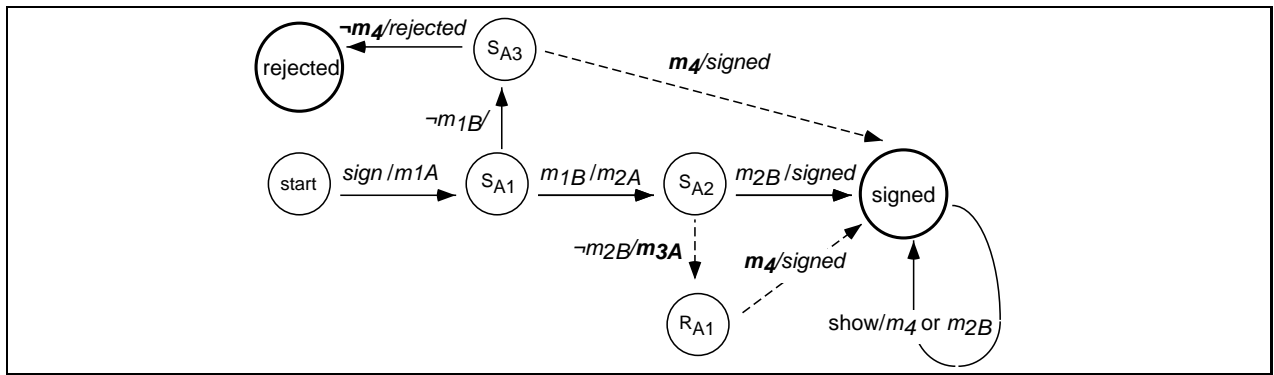 ¬m4/rejected
SA3
rejected
m4/signed
¬m1B/
start
sign/m1A
SA1
m1B/m2A
SA2
m2B/signed
signed
¬m2B/m3A
m4/signed
RA1
show/m4 or m2B